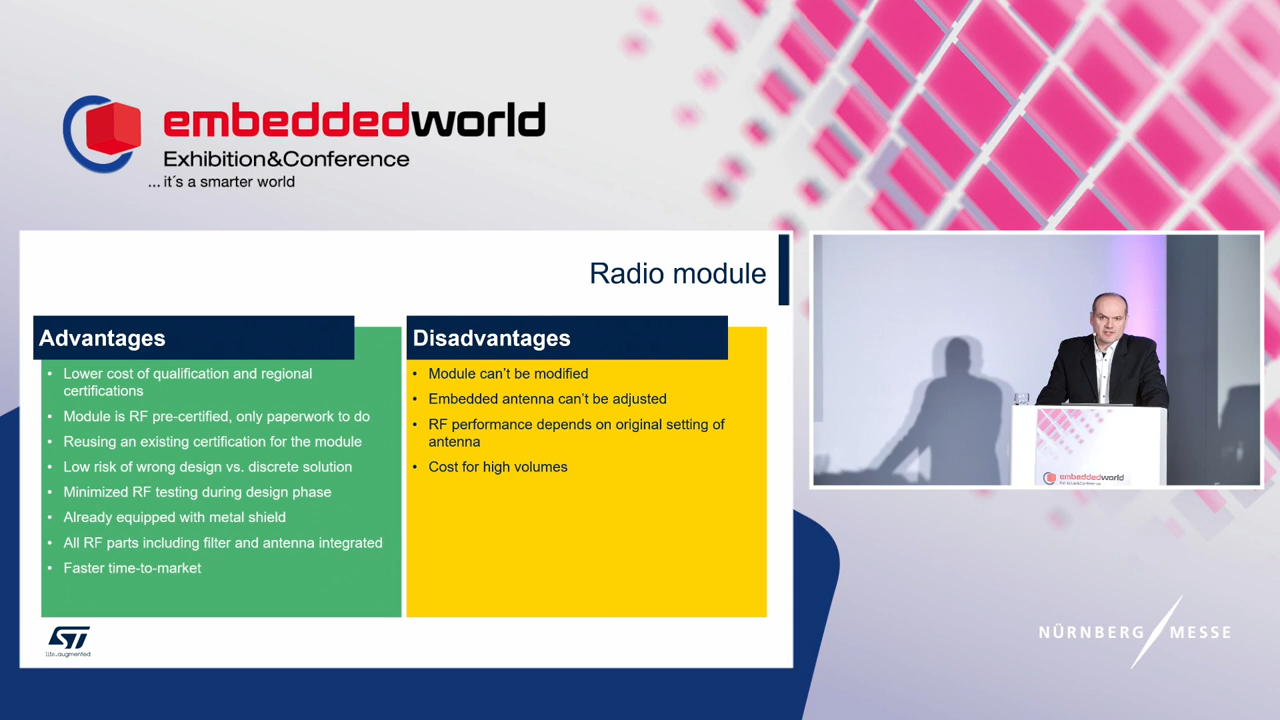 embeddedworld
Exhibition&Conference
... it´s a smarter world
Radio module
Advantages
• Lower cost of qualification and regional
certifications
• Module is RF pre-certified, only paperwork to do
• Reusing an existing certification for the module
• Low risk of wrong design vs. discrete solution
• Minimized RF testing during design phase
• Already equipped with metal shield
• All RF parts including filter and antenna integrated
• Faster time-to-market
Disadvantages
• Module can’t be modified
• Embedded antenna can’t be adjusted
• RF performance depends on original setting of
antenna
• Cost for high volumes
ST
life.augmented
embeddedworld
NÜRNBERG MESSE